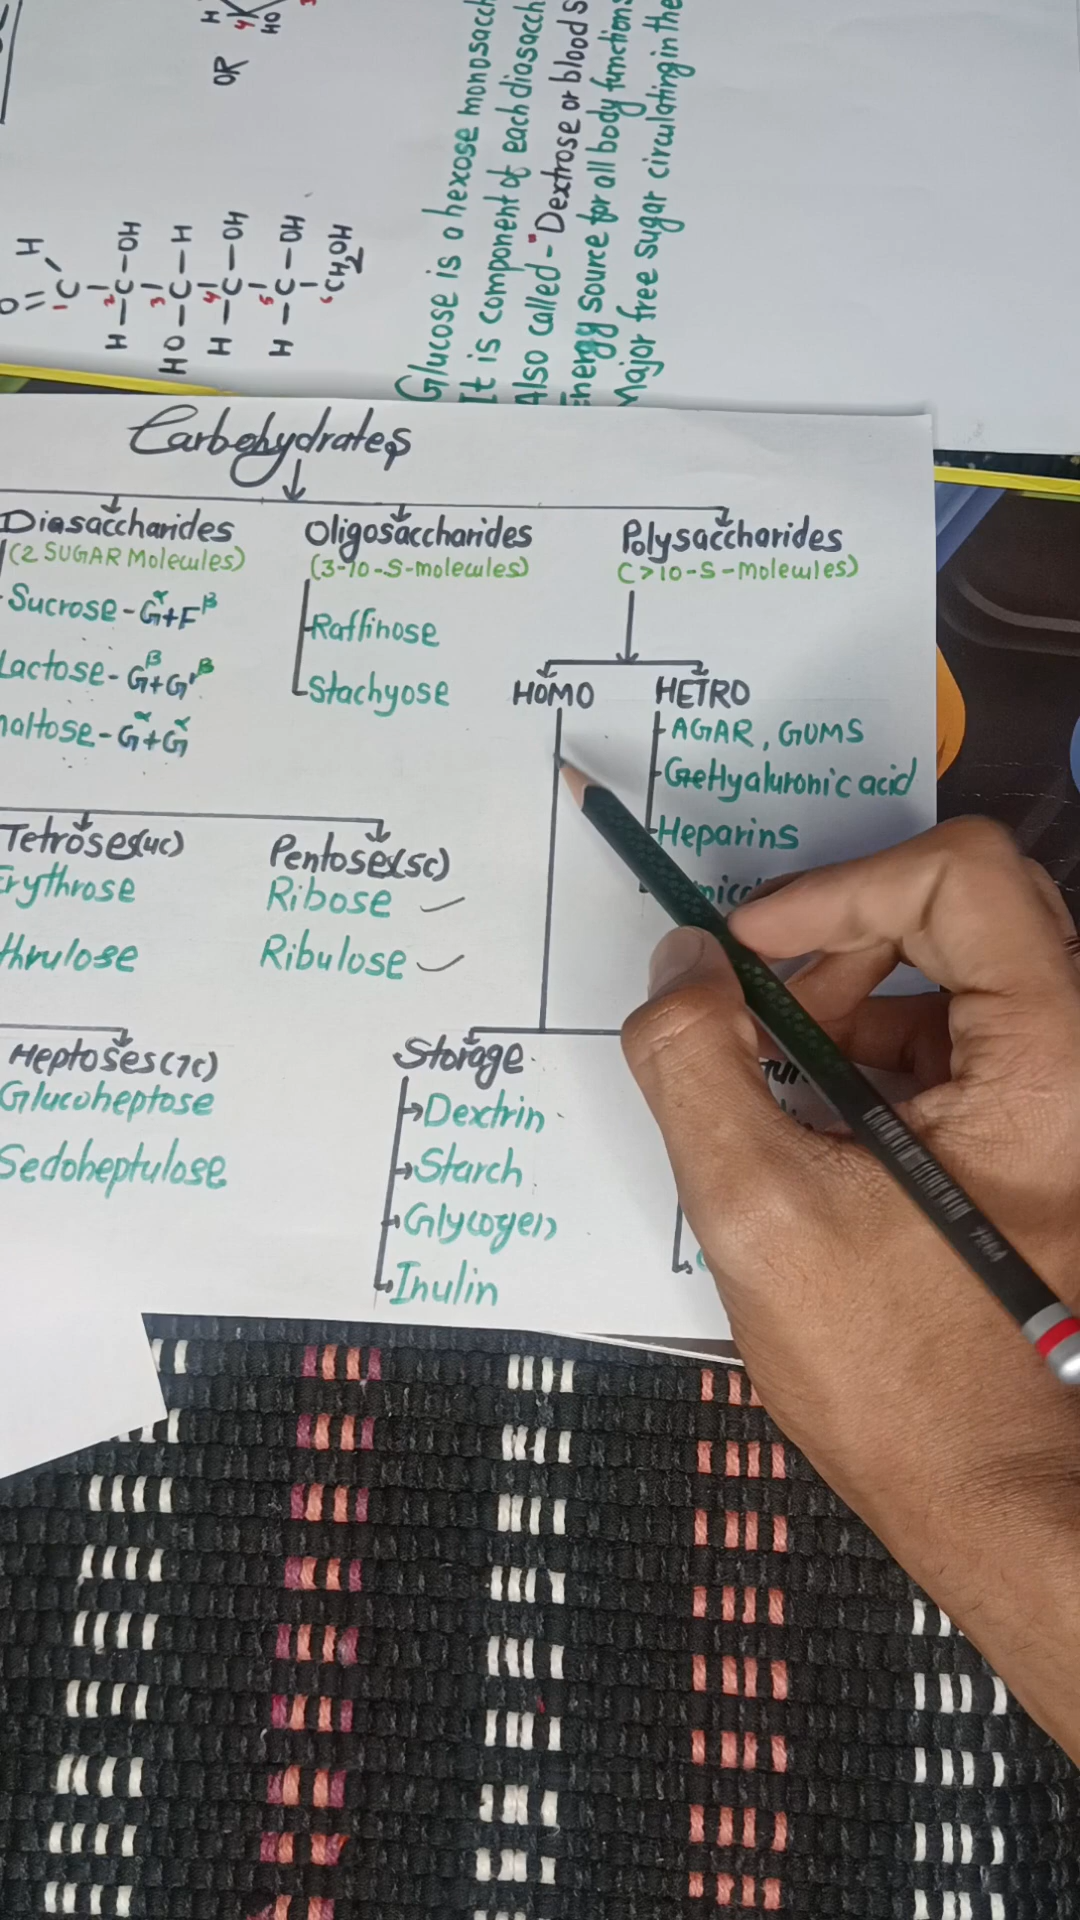 OR
Glucose is a hexose monosacch
It is component of each disacch
Also called - "Dextrose or blood s
Energy source for all body functions
Major free sugar circulating in the
Carbohydrates
Diasaccharides
(2 SUGAR Molecules)
Sucrose - G+F
Lactose - G+G'
maltose - G+G
Oligosaccharides
(3-10-S-molecules)
Raffinose
Stachyose
Polysaccharides
(>10-S-molecules)
HOMO
HETRO
AGAR, GUMS
Hyaluronic acid
Heparins
Tetroses(4C)
Erythrose
thrulose
Pentoses(5C)
Ribose
Ribulose
Heptoses(7C)
Glucoheptose
Sedoheptulose
Storage
Dextrin
Starch
Glycogen
Inulin